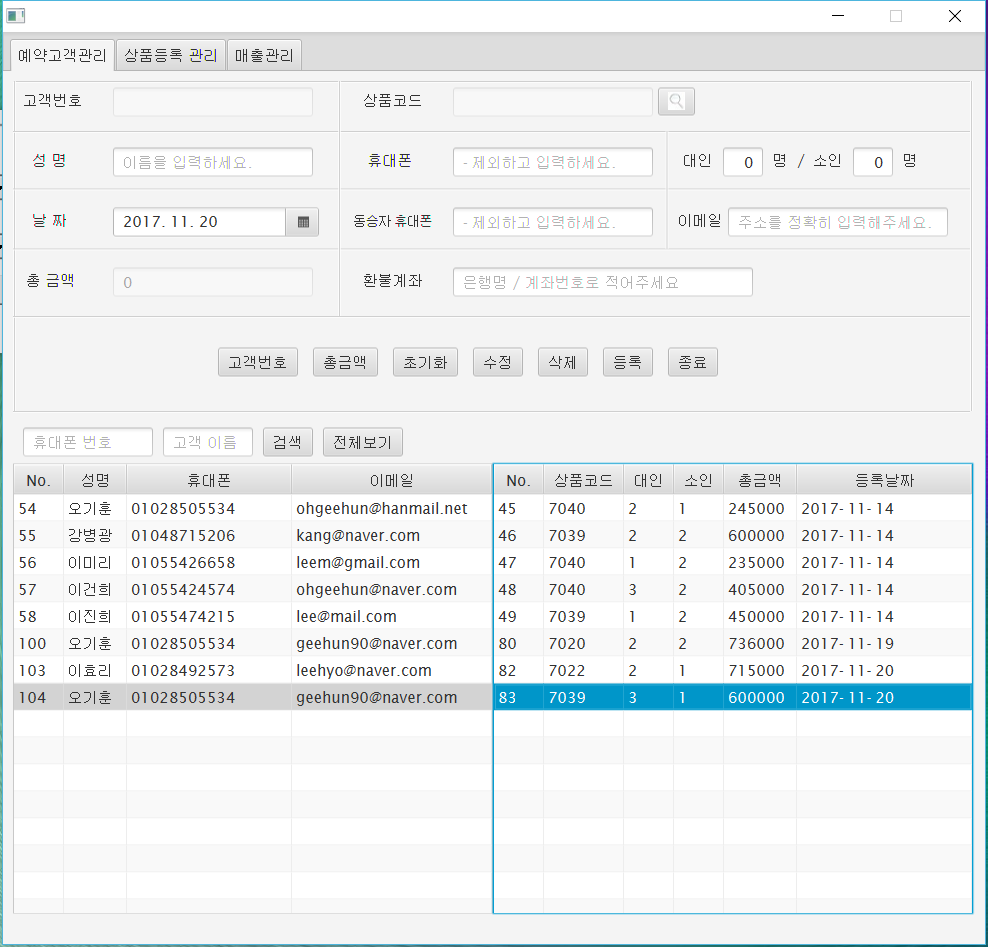 예약고객관리 상품등록 관리 매출관리
고객번호 상품코드
성 명 이름을 입력하세요. 휴대폰 - 제외하고 입력하세요. 대인 0 명 / 소인 0 명
날 짜 2017. 11. 20 동승자 휴대폰 - 제외하고 입력하세요. 이메일 주소를 정확히 입력해주세요.
총 금액 0 환불계좌 은행명 / 계좌번호로 적어주세요
고객번호 총금액 초기화 수정 삭제 등록 종료
휴대폰 번호 고객 이름 검색 전체보기
No. 성명 휴대폰 이메일 No. 상품코드 대인 소인 총금액 등록날짜
54 오기훈 01028505534 ohgeehun@hanmail.net 45 7040 2 1 245000 2017-11-14
55 강병광 01048715206 kang@naver.com 46 7039 2 2 600000 2017-11-14
56 이미리 01055426658 leem@gmail.com 47 7040 1 2 235000 2017-11-14
57 이건희 01055424574 ohgeehun@naver.com 48 7040 3 2 405000 2017-11-14
58 이진희 01055474215 lee@mail.com 49 7039 1 2 450000 2017-11-14
100 오기훈 01028505534 geehun90@naver.com 80 7020 2 2 736000 2017-11-19
103 이효리 01028492573 leehyo@naver.com 82 7022 2 1 715000 2017-11-20
104 오기훈 01028505534 geehun90@naver.com 83 7039 3 1 600000 2017-11-20